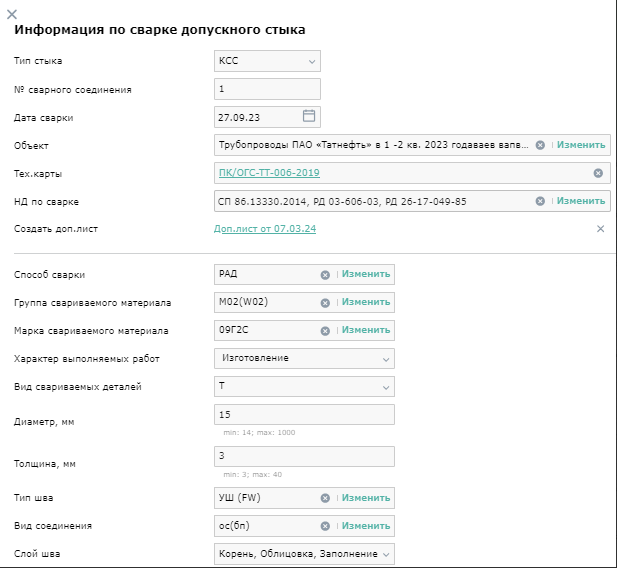 Информация по сварке допускного стыка
Тип стыка КСС
№ сварного соединения 1
Дата сварки 27.09.23
Объект Трубопроводы ПАО «Татнефть» в 1 -2 кв. 2023 годаваев вапв... Изменить
Тех.карты ПК/ОГС-ТТ-006-2019
НД по сварке СП 86.13330.2014, РД 03-606-03, РД 26-17-049-85 Изменить
Создать доп.лист Доп.лист от 07.03.24
Способ сварки РАД Изменить
Группа свариваемого материала М02(W02) Изменить
Марка свариваемого материала 09Г2С Изменить
Характер выполняемых работ Изготовление
Вид свариваемых деталей Т
Диаметр, мм 15
min: 14; max: 1000
Толщина, мм 3
min: 3; max: 40
Тип шва УШ (FW) Изменить
Вид соединения ос(бп) Изменить
Слой шва Корень, Облицовка, Заполнение